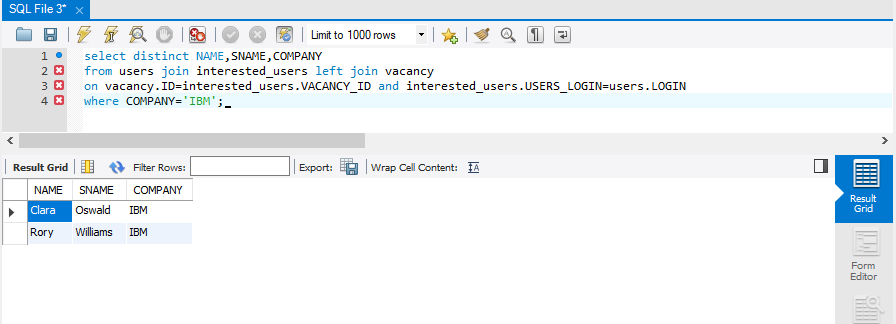 SQL File 3*
Limit to 1000 rows
1 select distinct NAME,SNAME,COMPANY
2 from users join interested_users left join vacancy
3 on vacancy.ID=interested_users.VACANCY_ID and interested_users.USERS_LOGIN=users.LOGIN
4 where COMPANY='IBM';
Result Grid Filter Rows: Export: Wrap Cell Content: IA
NAME SNAME COMPANY
Clara Oswald IBM
Rory Williams IBM
Result
Grid
Form
Editor